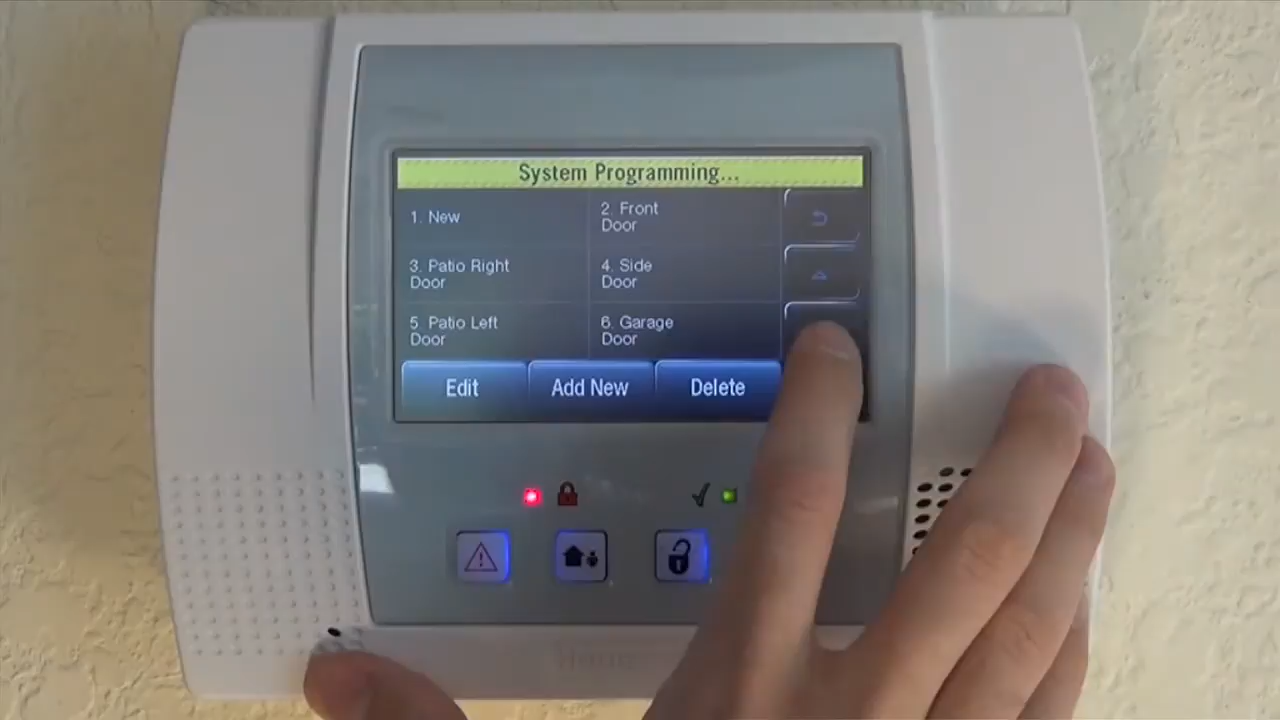 System Programming...
1. New
2. Front
Door
3. Patio Right
Door
4. Side
Door
5 Patio Left
Door
6. Garage
Door
Edit
Add New
Delete